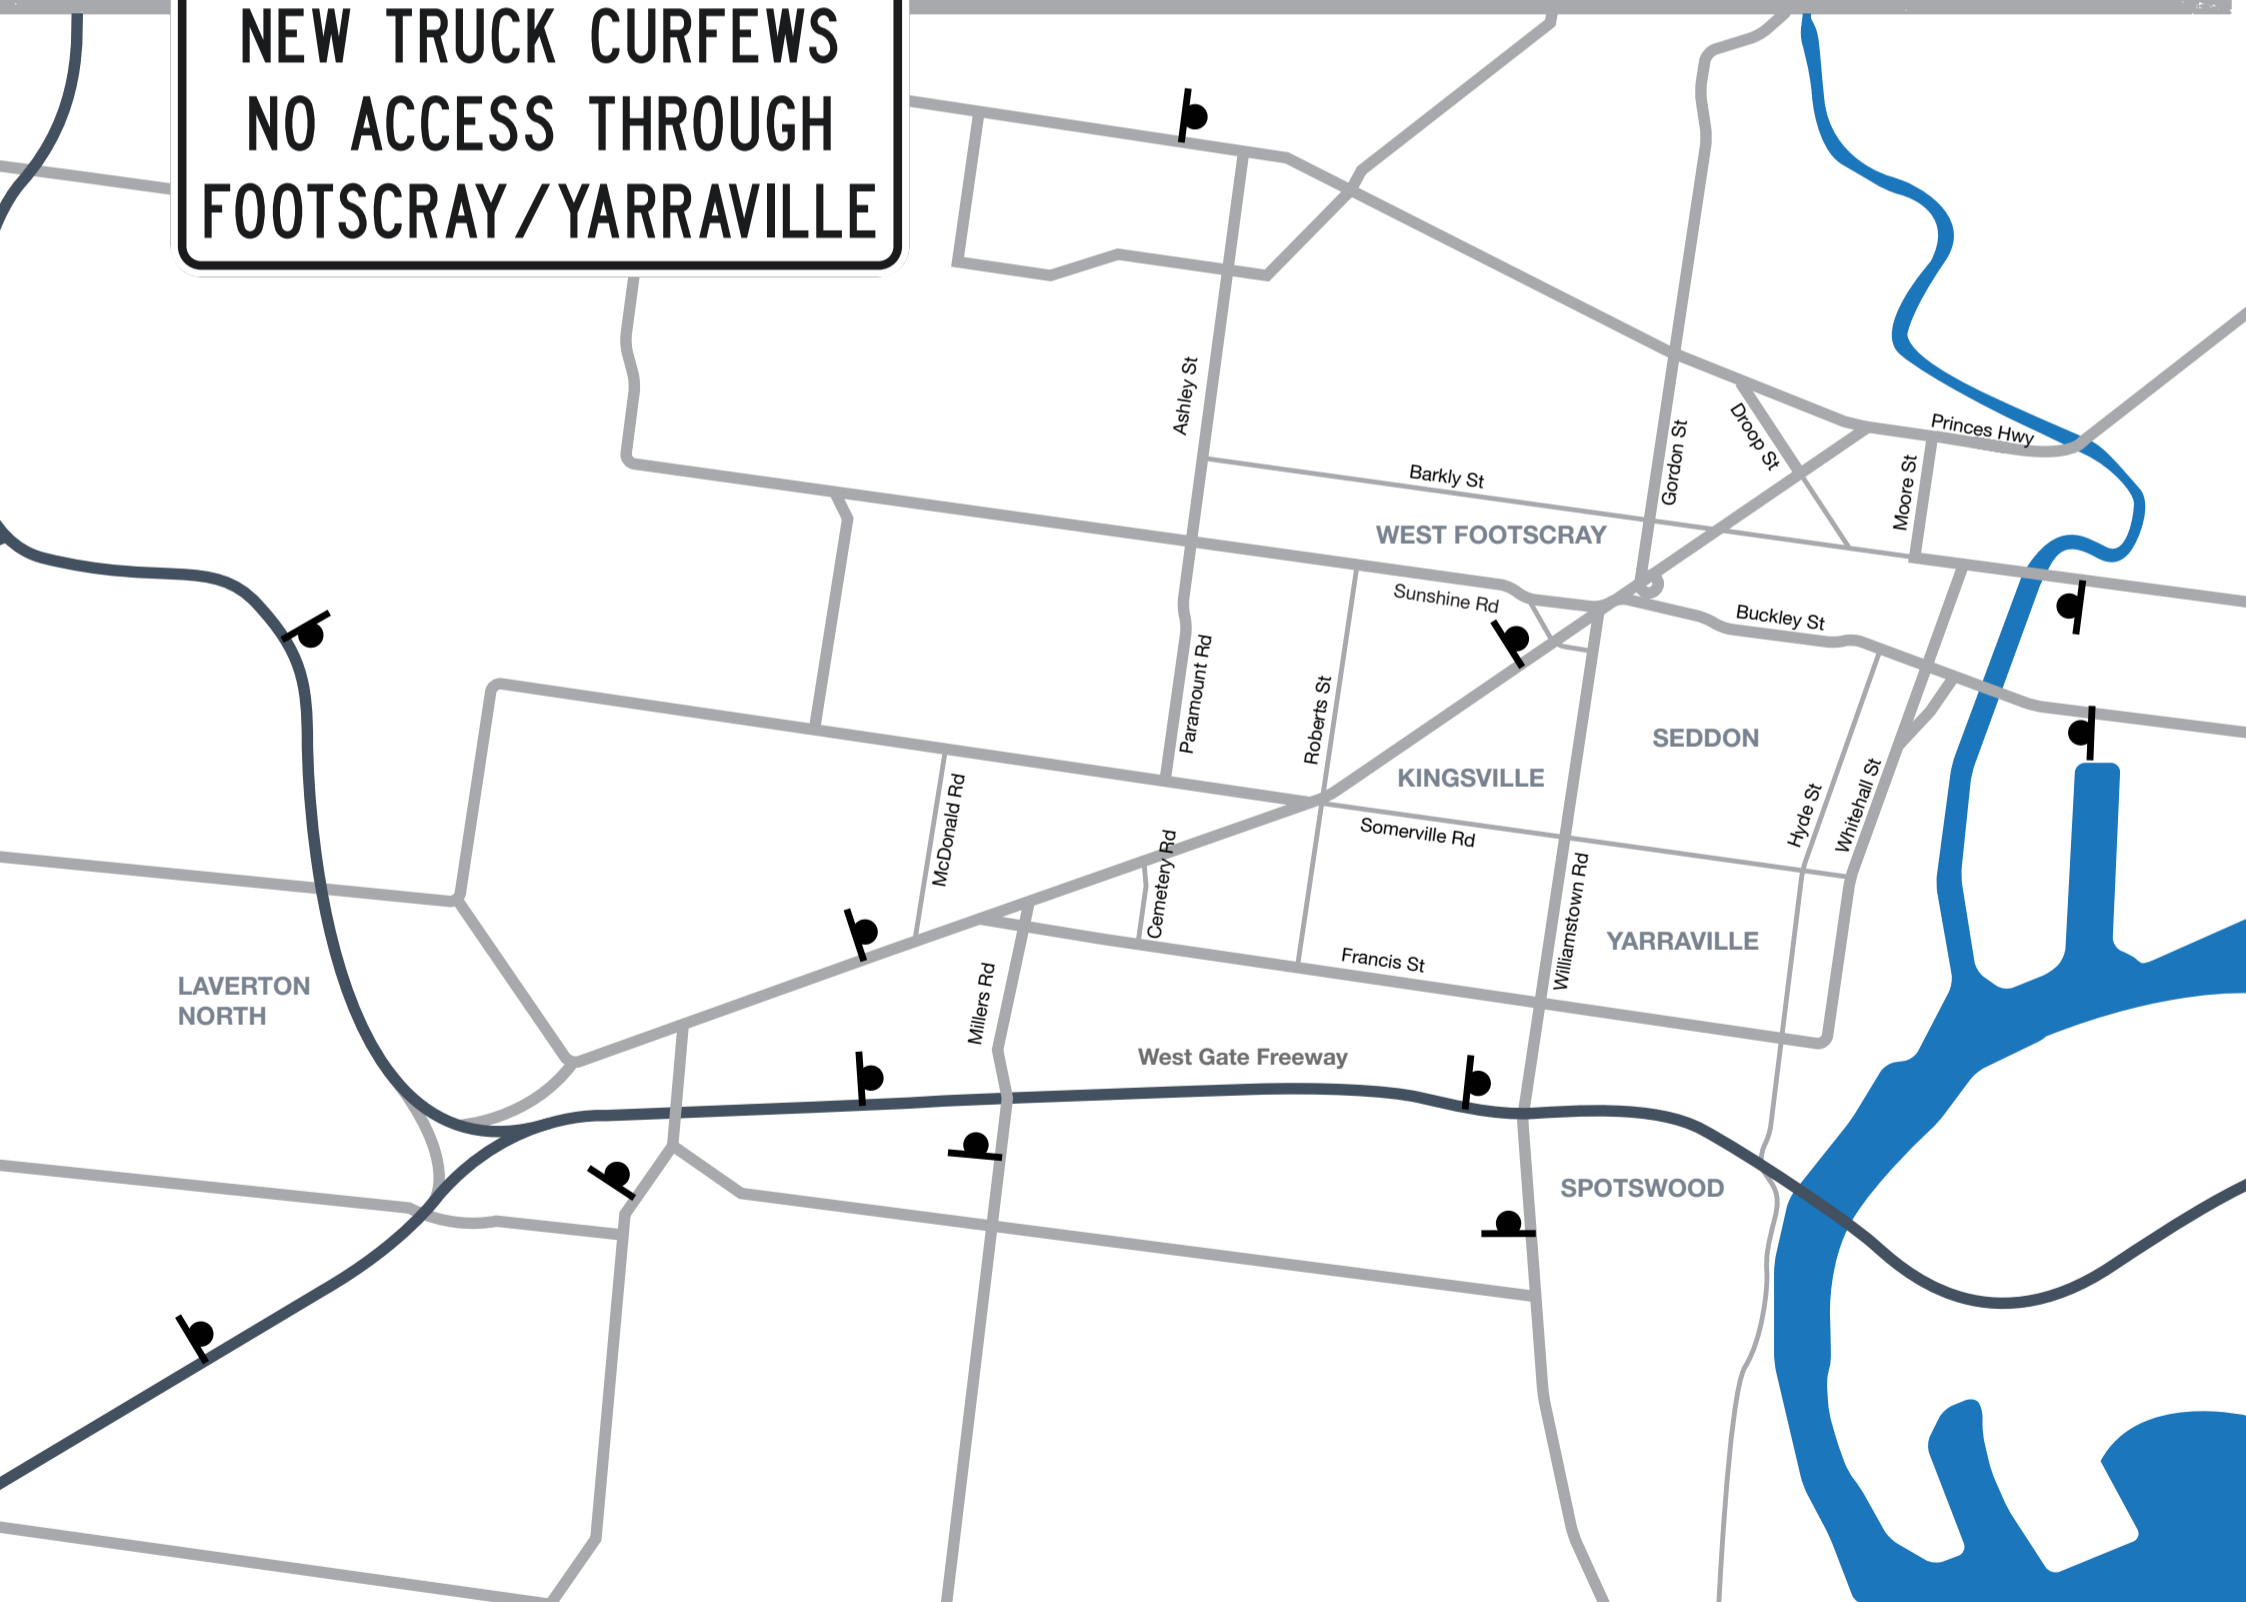 NEW TRUCK CURFEWS
NO ACCESS THROUGH
FOOTSCRAY/YARRAVILLE
Ashley St
Barkly St
Gordon St
Droop St
Princes Hwy
Moore St
WEST FOOTSCRAY
Sunshine Rd
Buckley St
Paramount Rd
Roberts St
SEDDON
KINGSVILLE
McDonald Rd
Cemetery Rd
Somerville Rd
Hyde St
Whitehall St
Williamstown Rd
YARRAVILLE
Francis St
Millers Rd
LAVERTON
NORTH
West Gate Freeway
SPOTSWOOD